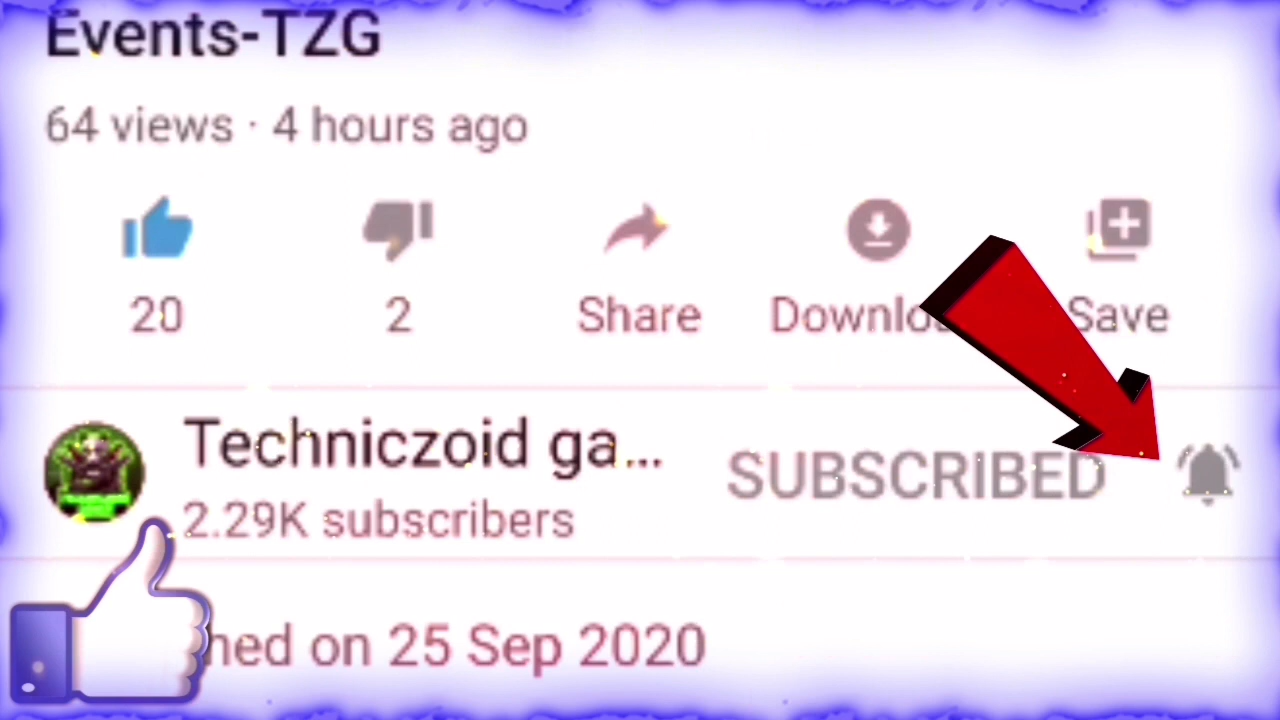 Events-TZG
64 views · 4 hours ago
20 2 Share Downlo Save
Techniczoid ga... SUBSCRIBED
2.29K subscribers
hed on 25 Sep 2020